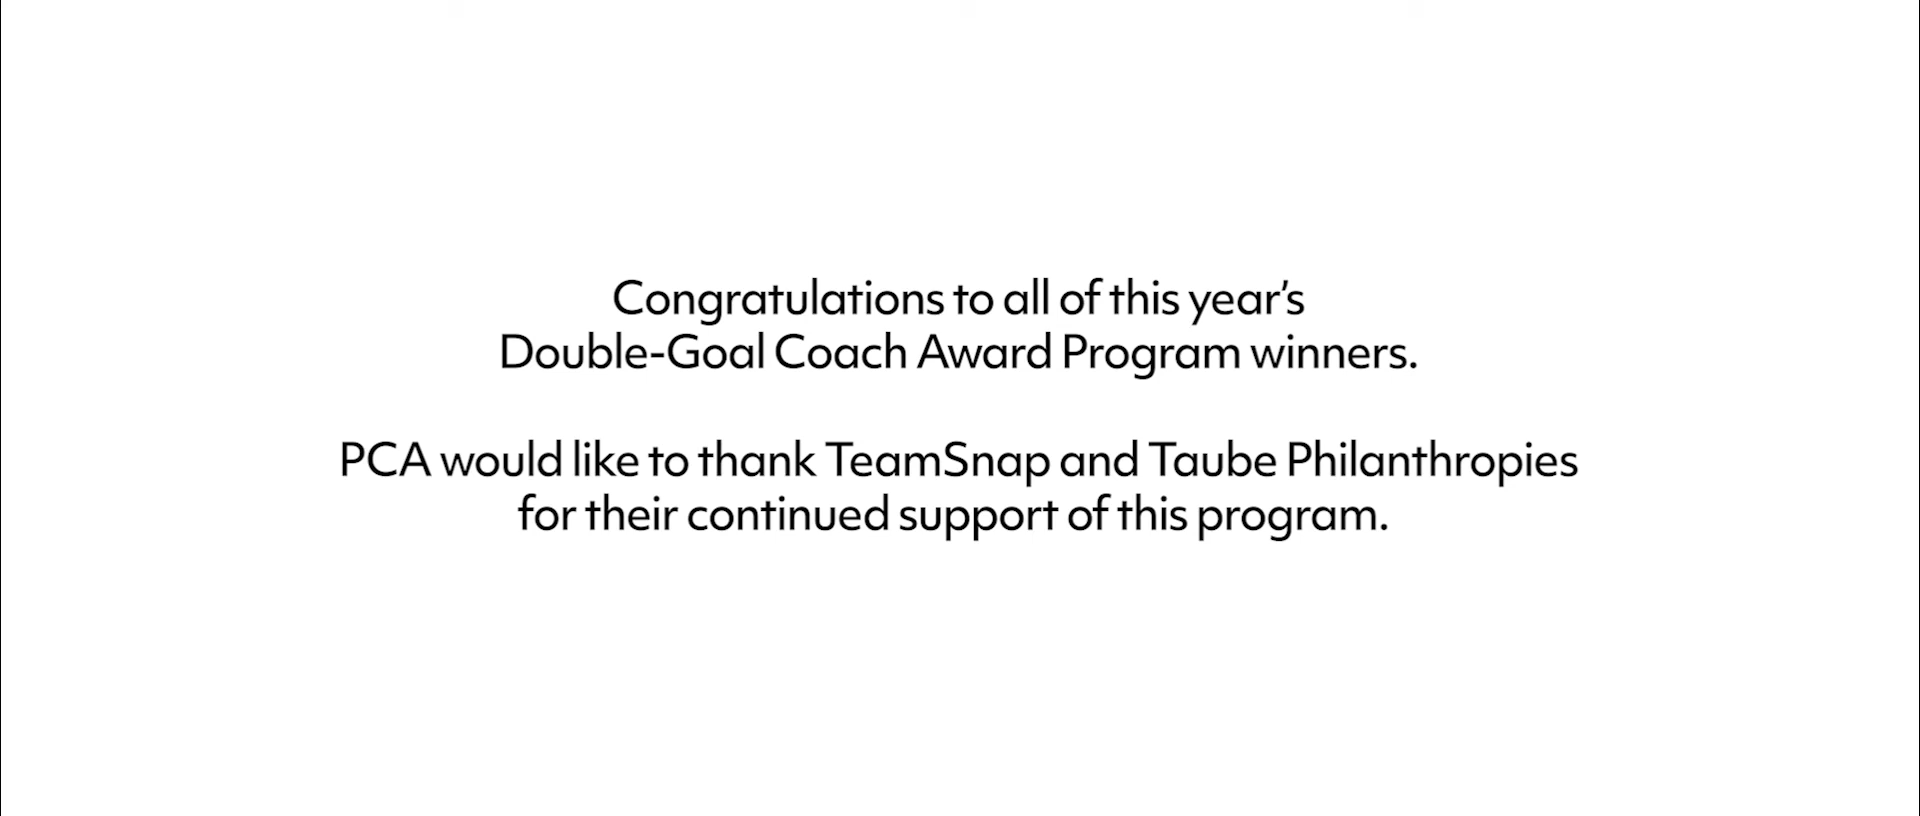 Congratulations to all of this year’s
Double-Goal Coach Award Program winners.
PCA would like to thank TeamSnap and Taube Philanthropies
for their continued support of this program.